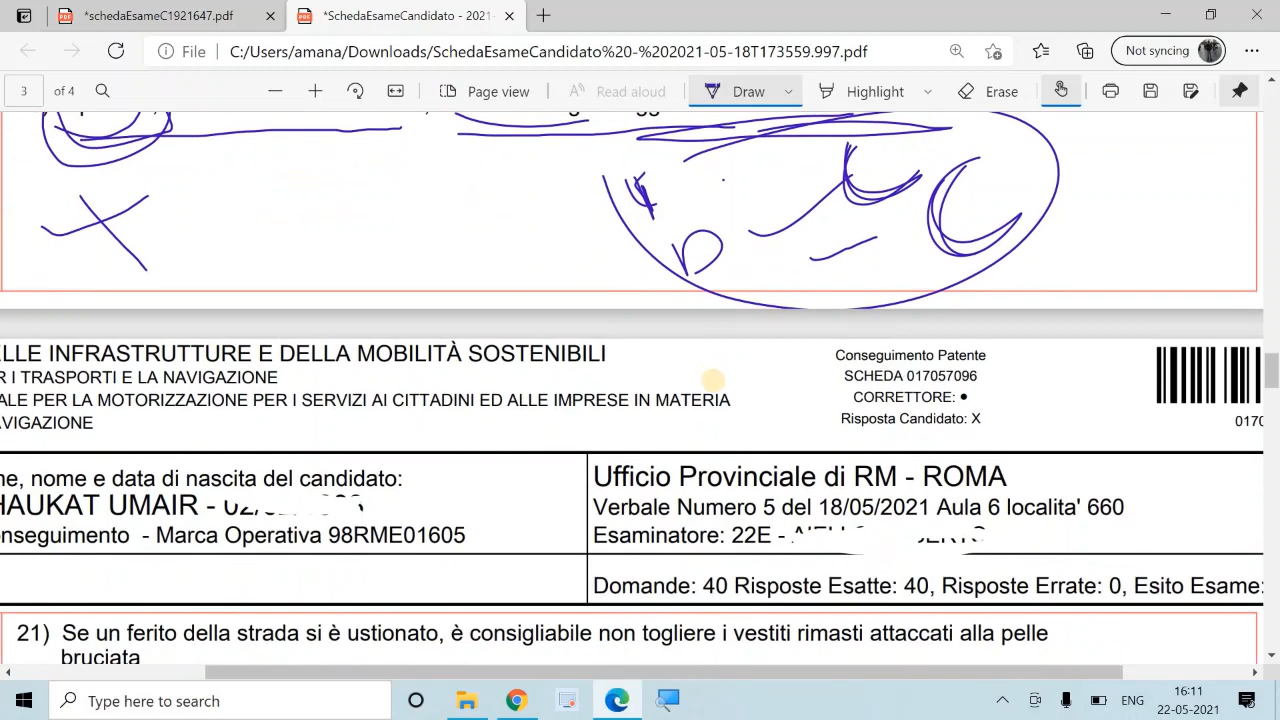 *schedaEsameC1921647.pdf
*SchedaEsameCandidato - 2021-
File
C:/Users/amana/Downloads/SchedaEsameCandidato%20-%202021-05-18T173559.997.pdf
Not syncing
3 of 4
Page view
Read aloud
Draw
Highlight
Erase
ELLE INFRASTRUTTURE E DELLA MOBILITÀ SOSTENIBILI
R I TRASPORTI E LA NAVIGAZIONE
ALE PER LA MOTORIZZAZIONE PER I SERVIZI AI CITTADINI ED ALLE IMPRESE IN MATERIA
AVIGAZIONE
Conseguimento Patente
SCHEDA 017057096
CORRETTORE: ●
Risposta Candidato: X
0170
ne, nome e data di nascita del candidato:
HAUKAT UMAIR -
onseguimento - Marca Operativa 98RME01605
Ufficio Provinciale di RM - ROMA
Verbale Numero 5 del 18/05/2021 Aula 6 localita' 660
Esaminatore: 22E -
Domande: 40 Risposte Esatte: 40, Risposte Errate: 0, Esito Esame:
21) Se un ferito della strada si è ustionato, è consigliabile non togliere i vestiti rimasti attaccati alla pelle
bruciata
Type here to search
ENG
16:11
22-05-2021